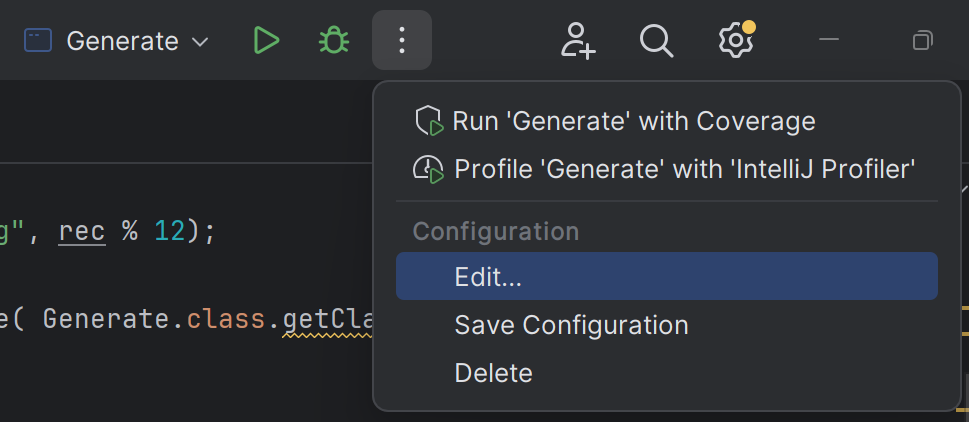 Generate
Run 'Generate' with Coverage
Profile 'Generate' with 'IntelliJ Profiler'
g", rec % 12);
Configuration
Edit...
e( Generate.class.getCla
Save Configuration
Delete